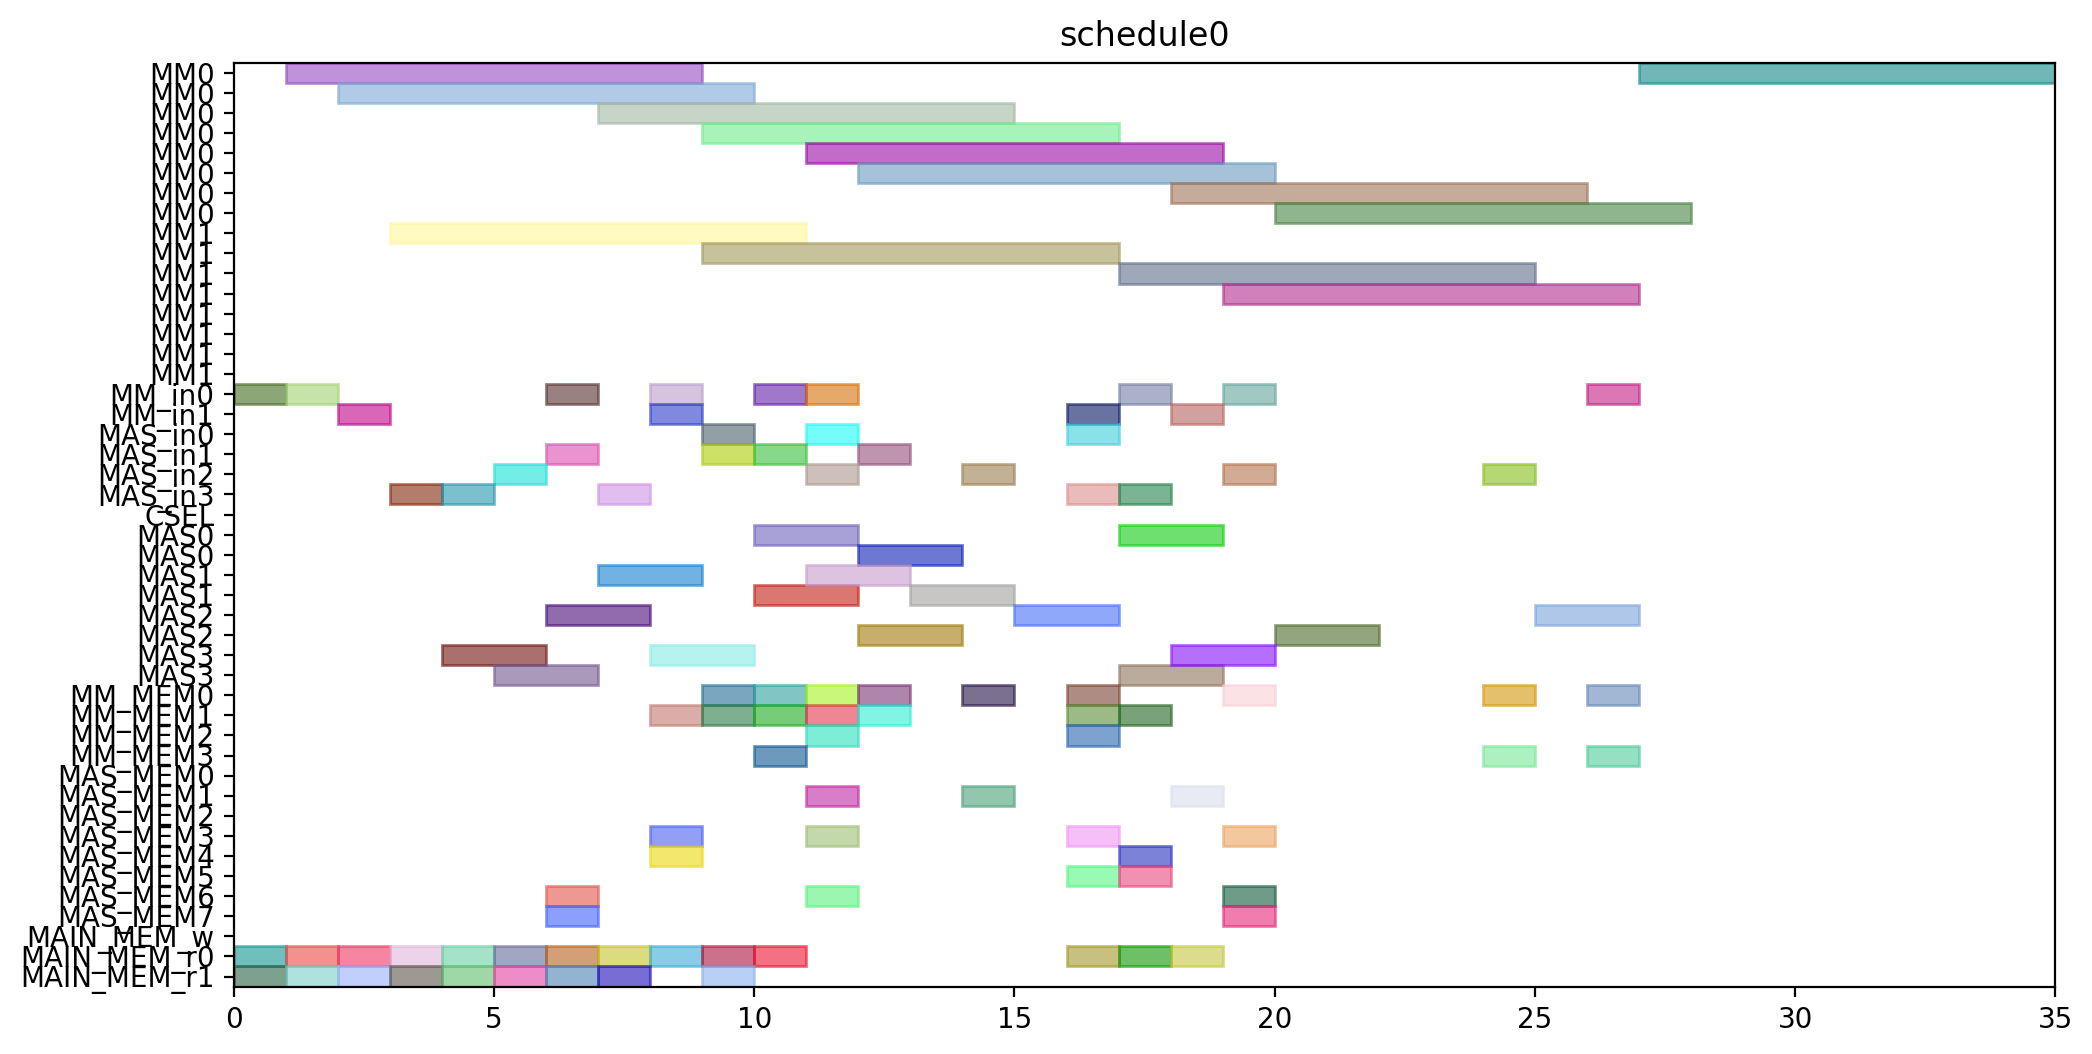 schedule0
MM0
MM0
MM0
MM0
MM0
MM0
MM0
MM0
MM1
MM1
MM1
MM1
MM1
MM1
MM1
MM1
MM_in0
MM_in1
MAS_in0
MAS_in1
MAS_in2
MAS_in3
CSEL
MAS0
MAS0
MAS1
MAS1
MAS2
MAS2
MAS3
MAS3
MM_MEM0
MM_MEM1
MM_MEM2
MM_MEM3
MAS_MEM0
MAS_MEM1
MAS_MEM2
MAS_MEM3
MAS_MEM4
MAS_MEM5
MAS_MEM6
MAS_MEM7
MAIN_MEM_w
MAIN_MEM_r0
MAIN_MEM_r1
0 5 10 15 20 25 30 35